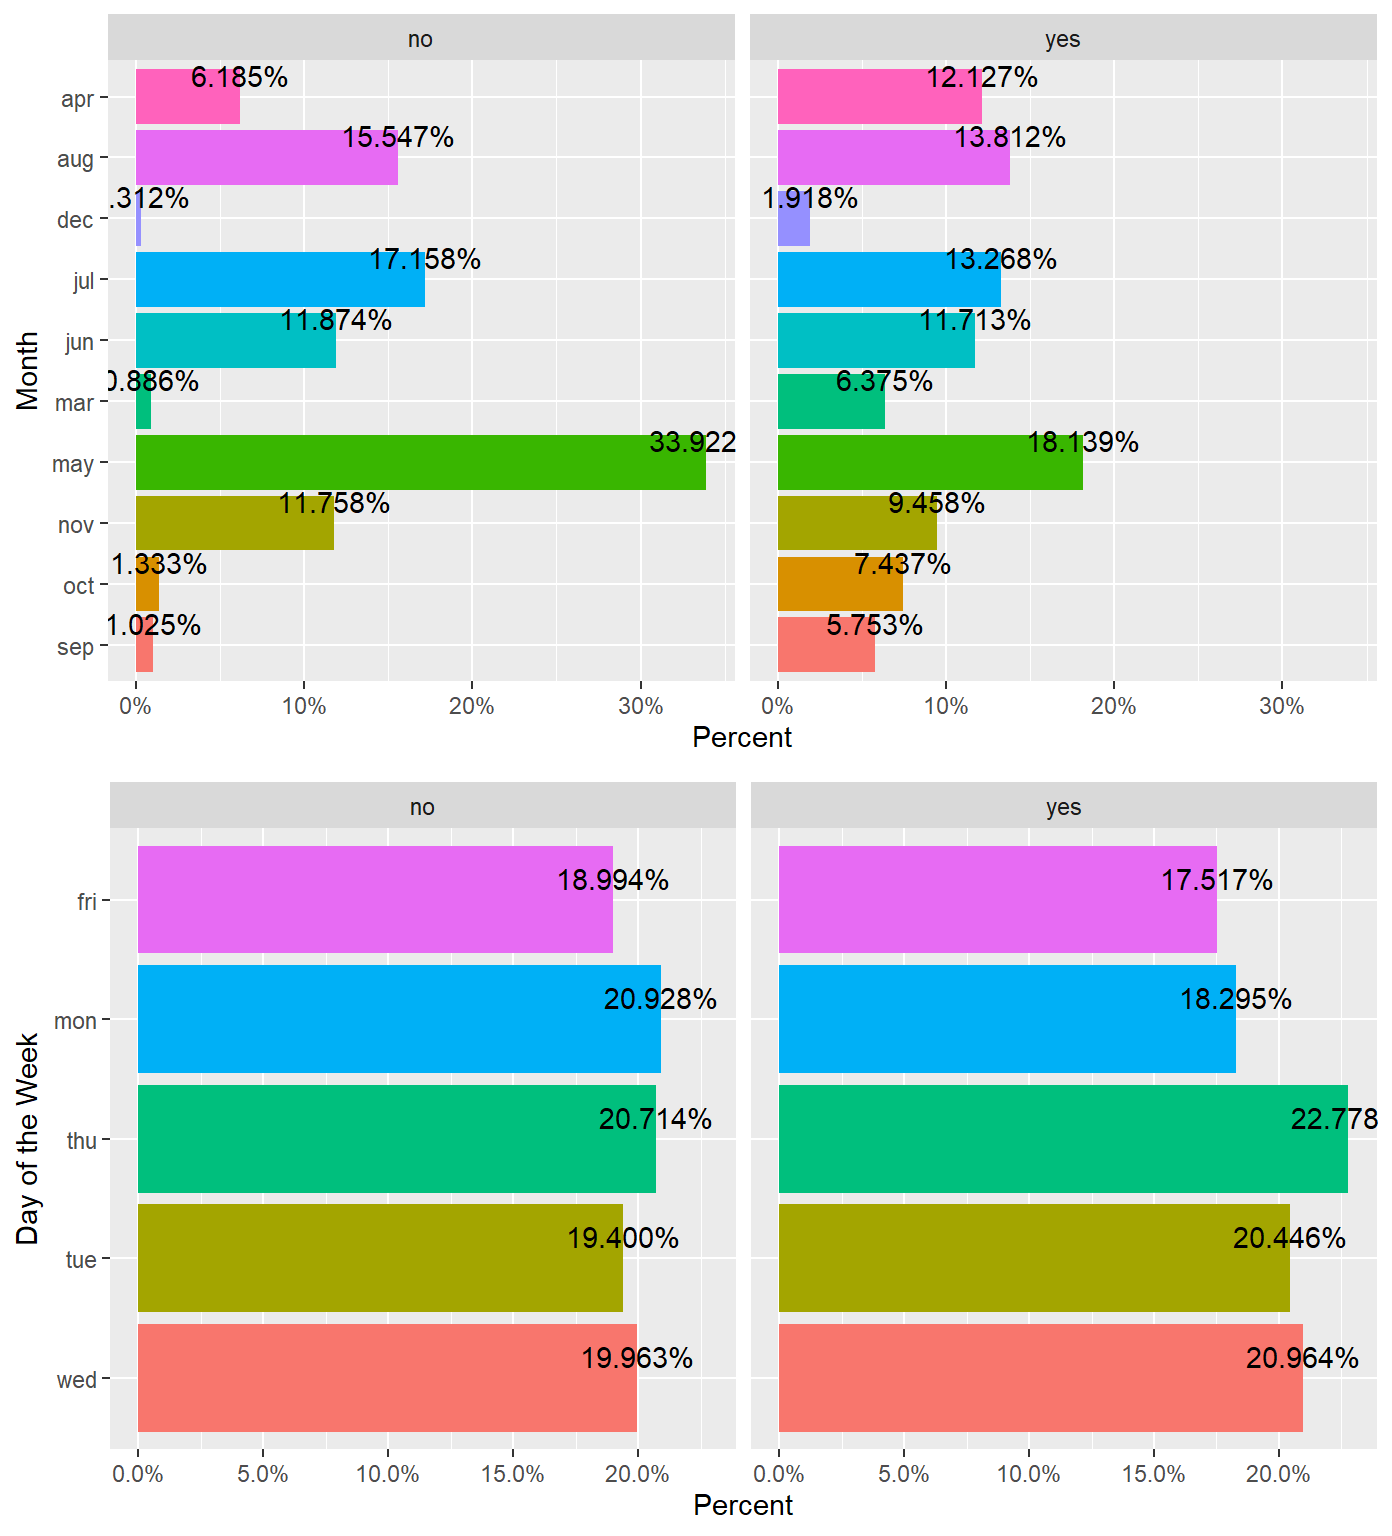 no
yes
Month
apr
6.185%
12.127%
aug
15.547%
13.812%
dec
.312%
1.918%
jul
17.158%
13.268%
jun
11.874%
11.713%
mar
0.886%
6.375%
may
33.922
18.139%
nov
11.758%
9.458%
oct
1.333%
7.437%
sep
1.025%
5.753%
0%
10%
20%
30%
0%
10%
20%
30%
Percent
no
yes
Day of the Week
fri
18.994%
17.517%
mon
20.928%
18.295%
thu
20.714%
22.778
tue
19.400%
20.446%
wed
19.963%
20.964%
0.0%
5.0%
10.0%
15.0%
20.0%
0.0%
5.0%
10.0%
15.0%
20.0%
Percent